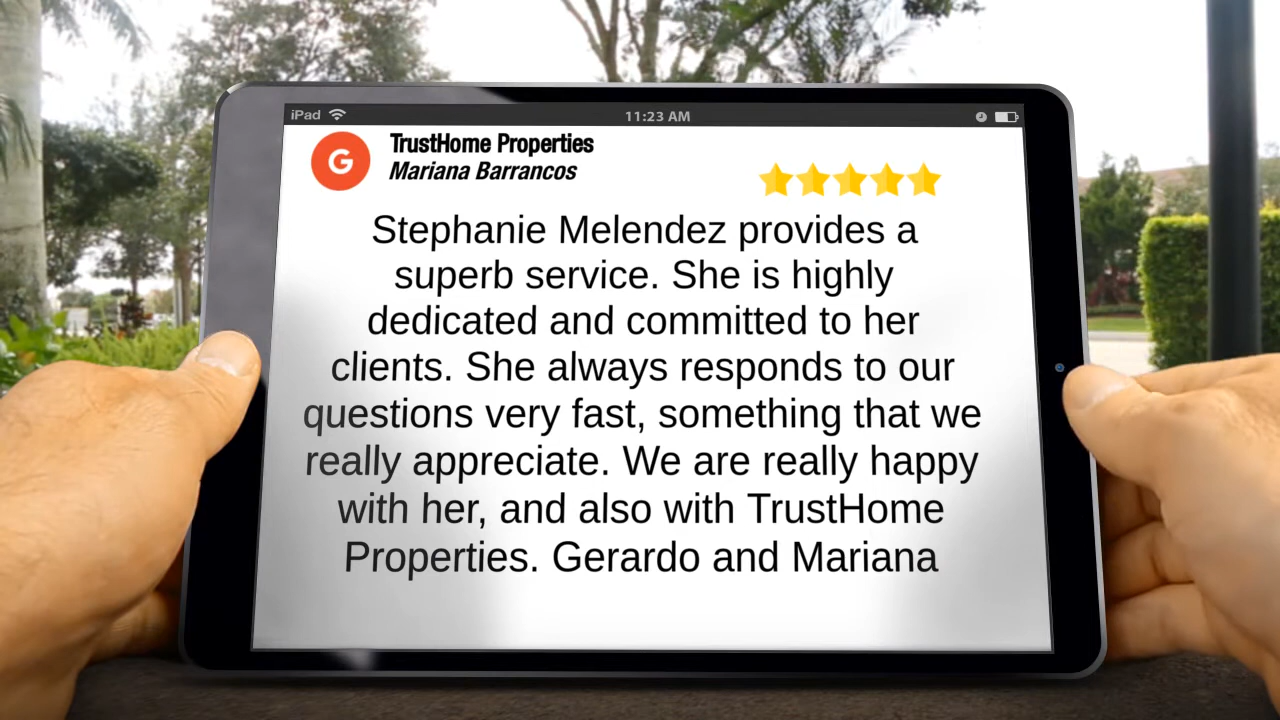 iPad 11:23 AM
G
TrustHome Properties
Mariana Barrancos
Stephanie Melendez provides a
superb service. She is highly
dedicated and committed to her
clients. She always responds to our
questions very fast, something that we
really appreciate. We are really happy
with her, and also with TrustHome
Properties. Gerardo and Mariana